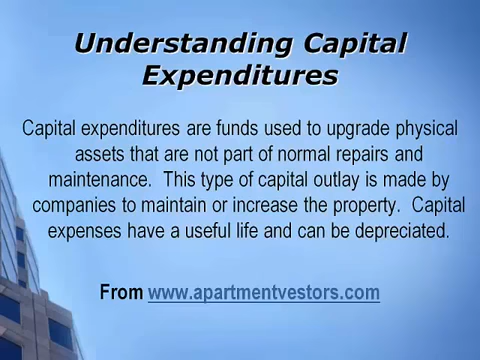 Understanding Capital
Expenditures
Capital expenditures are funds used to upgrade physical
assets that are not part of normal repairs and
maintenance.  This type of capital outlay is made by
companies to maintain or increase the property.  Capital
expenses have a useful life and can be depreciated.
From www.apartmentvestors.com